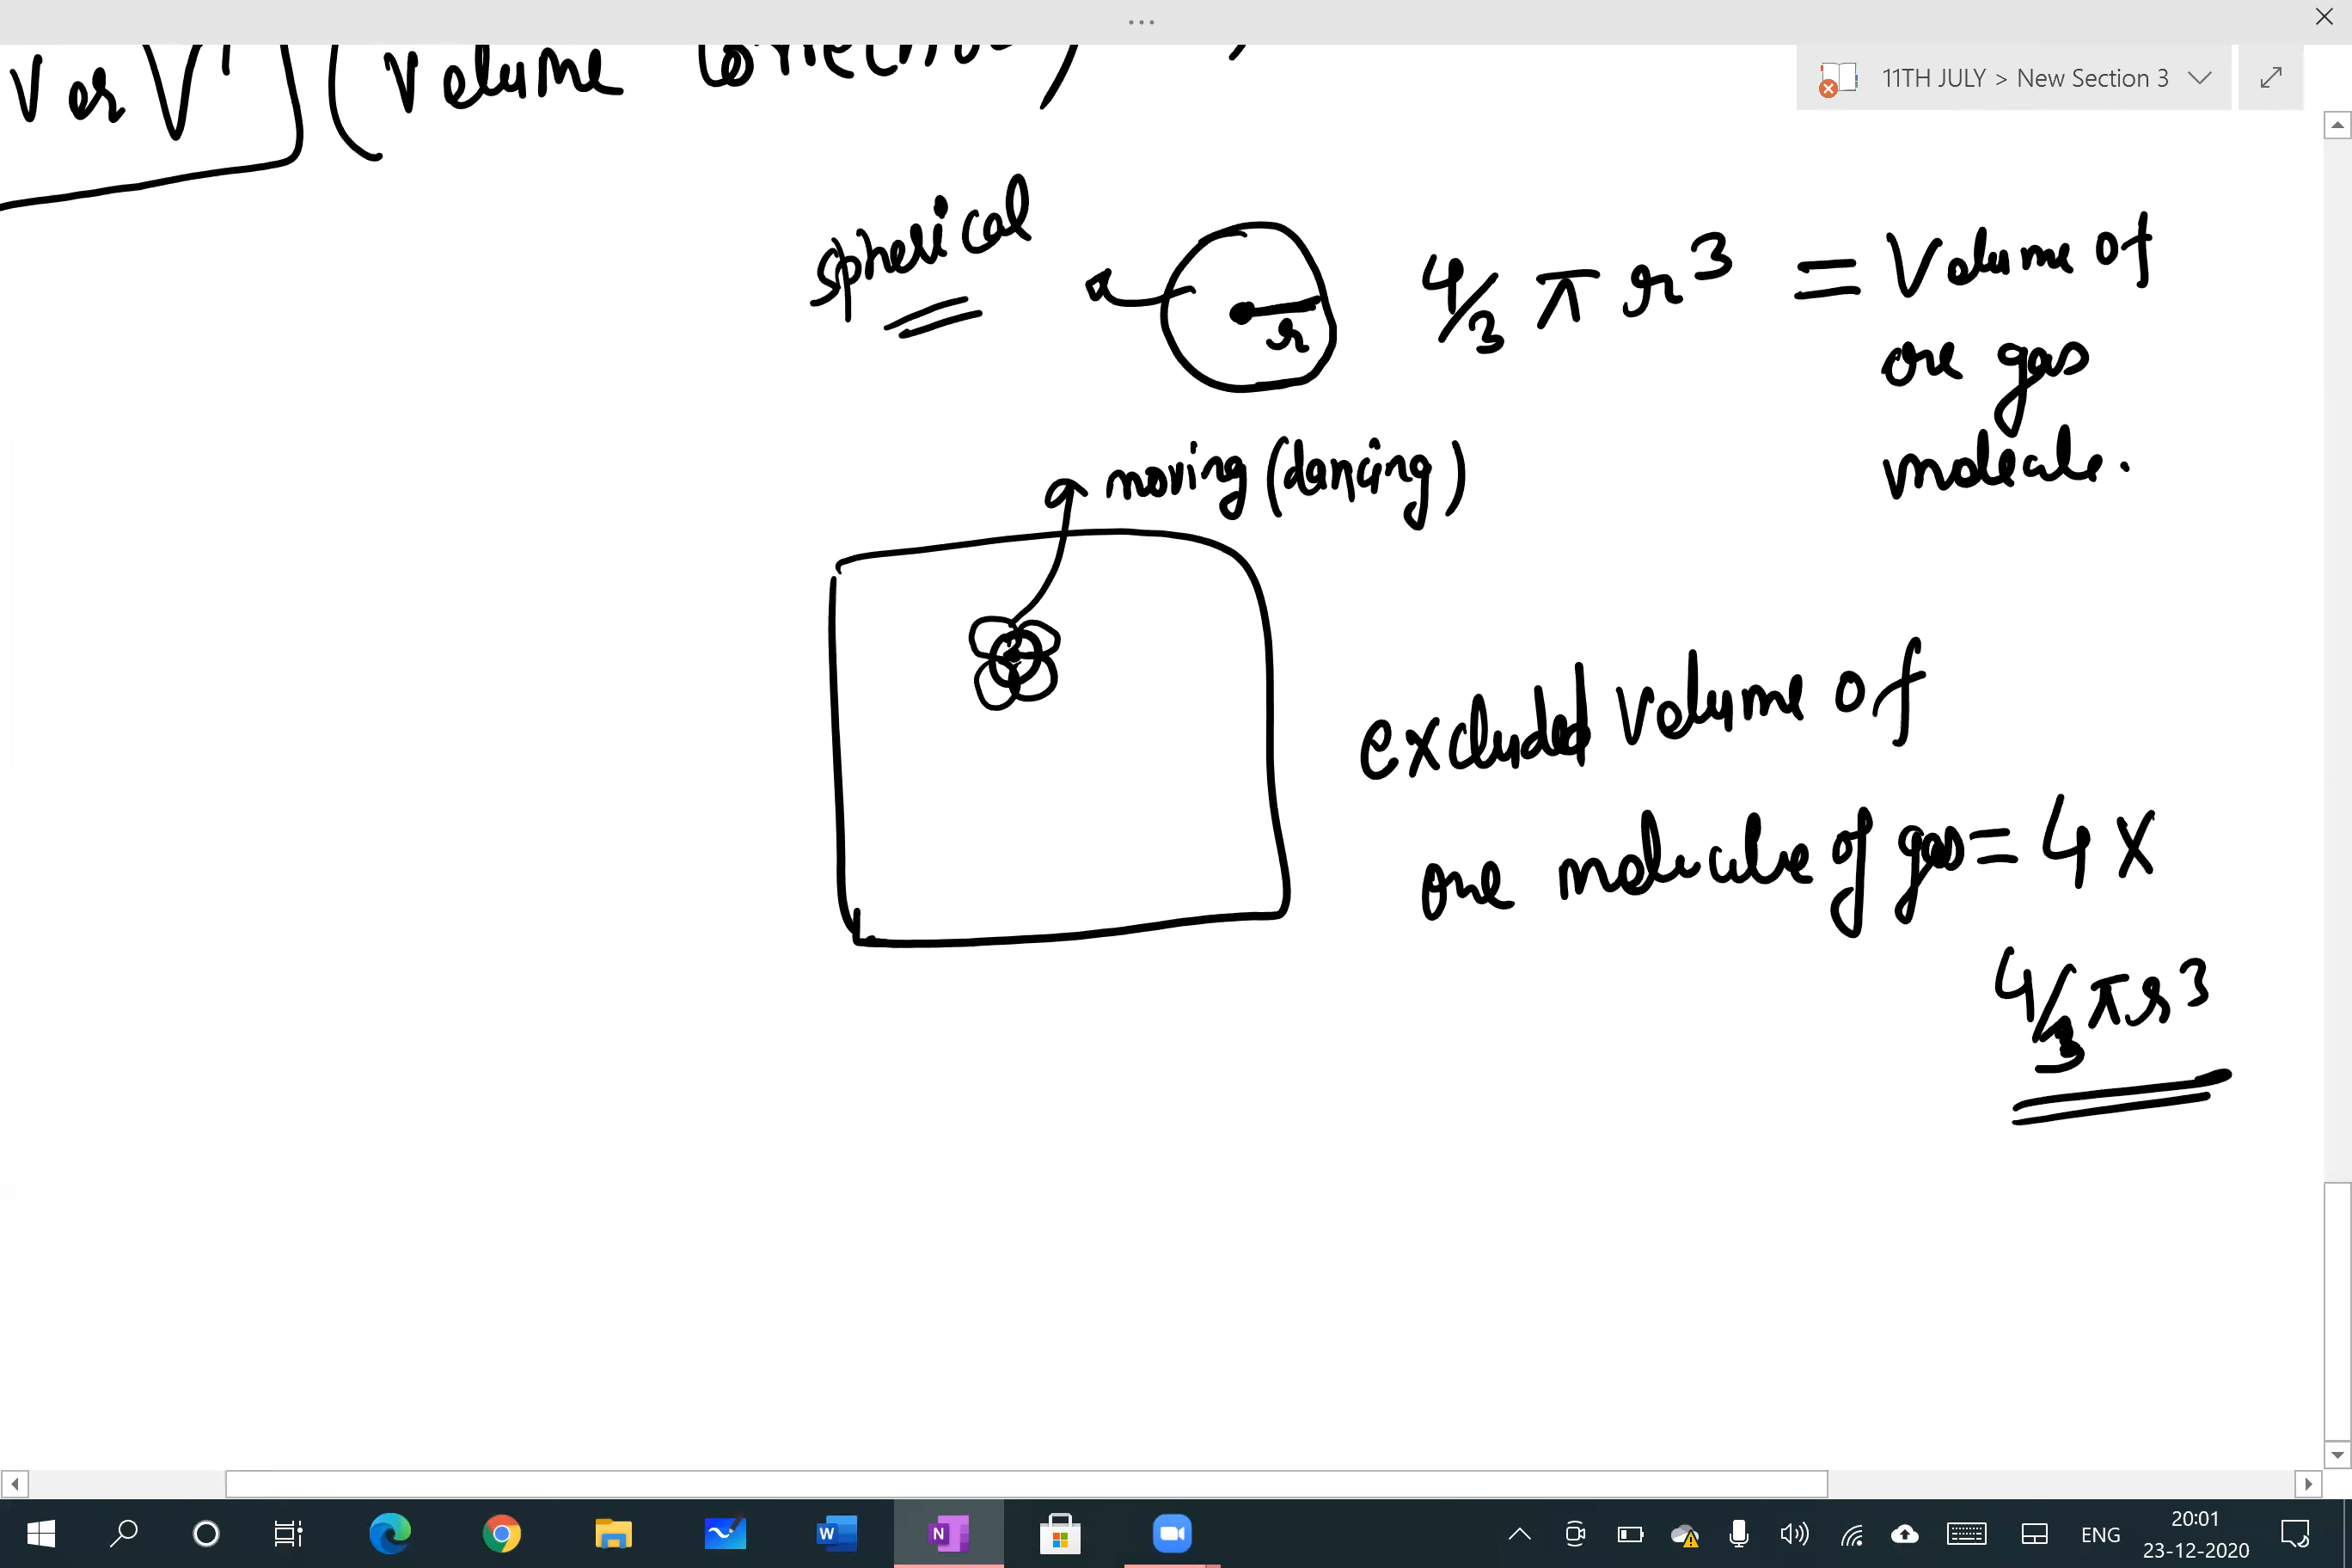 ...
11TH JULY > New Section 3
V or V
(Volume
spherical
r
4/3 π r³ = Volume of
one gas
molecule.
moving (dancing)
excluded Volume of
one molecule of gas = 4 x
4/3 πr³
W
N
ENG
20:01
23-12-2020